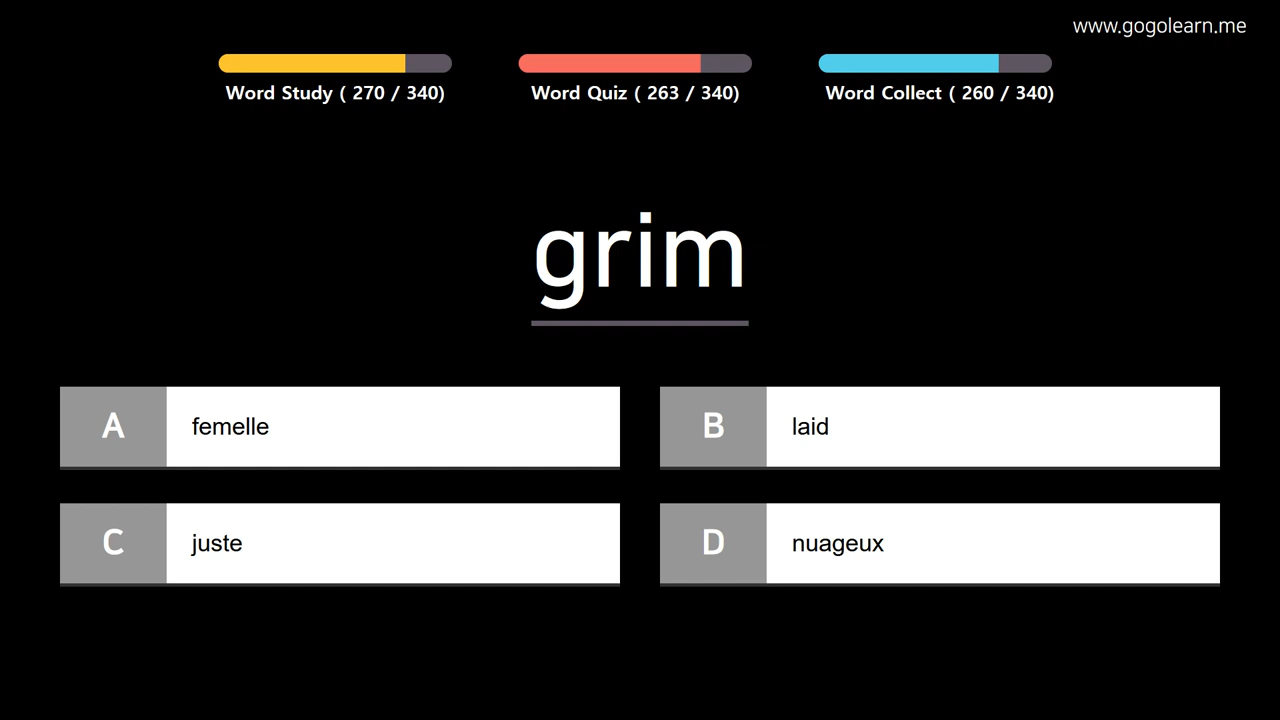 www.gogolearn.me
Word Study ( 270 / 340)
Word Quiz ( 263 / 340)
Word Collect ( 260 / 340)
grim
A femelle
B laid
C juste
D nuageux